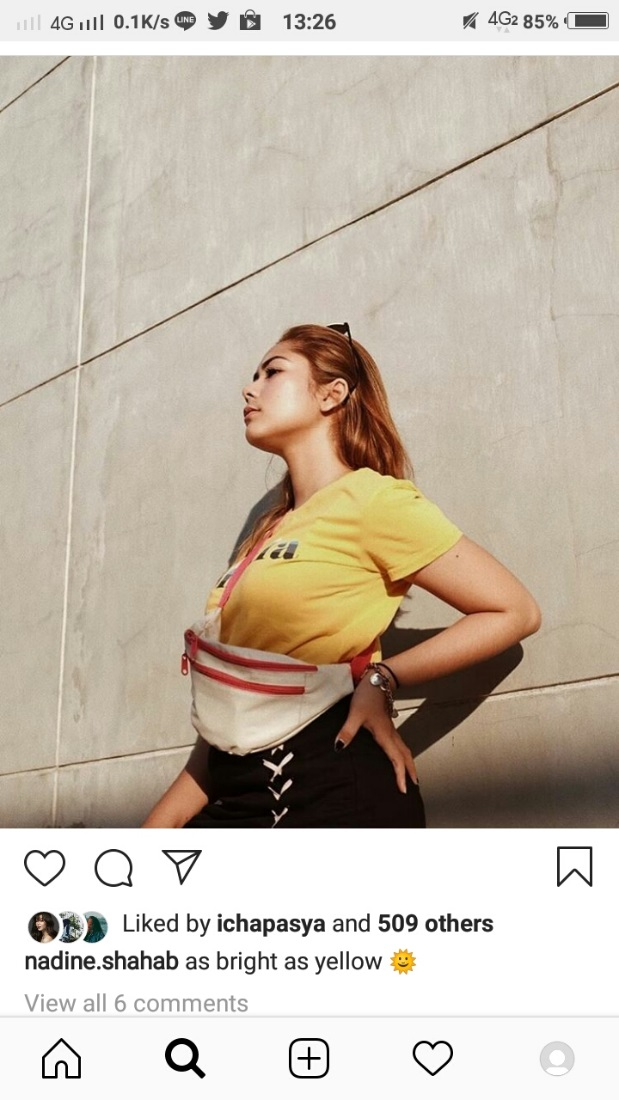 4G 0.1K/s LINE 13:26 4G2 85%
Liked by ichapasya and 509 others
nadine.shahab as bright as yellow 🌞
View all 6 comments